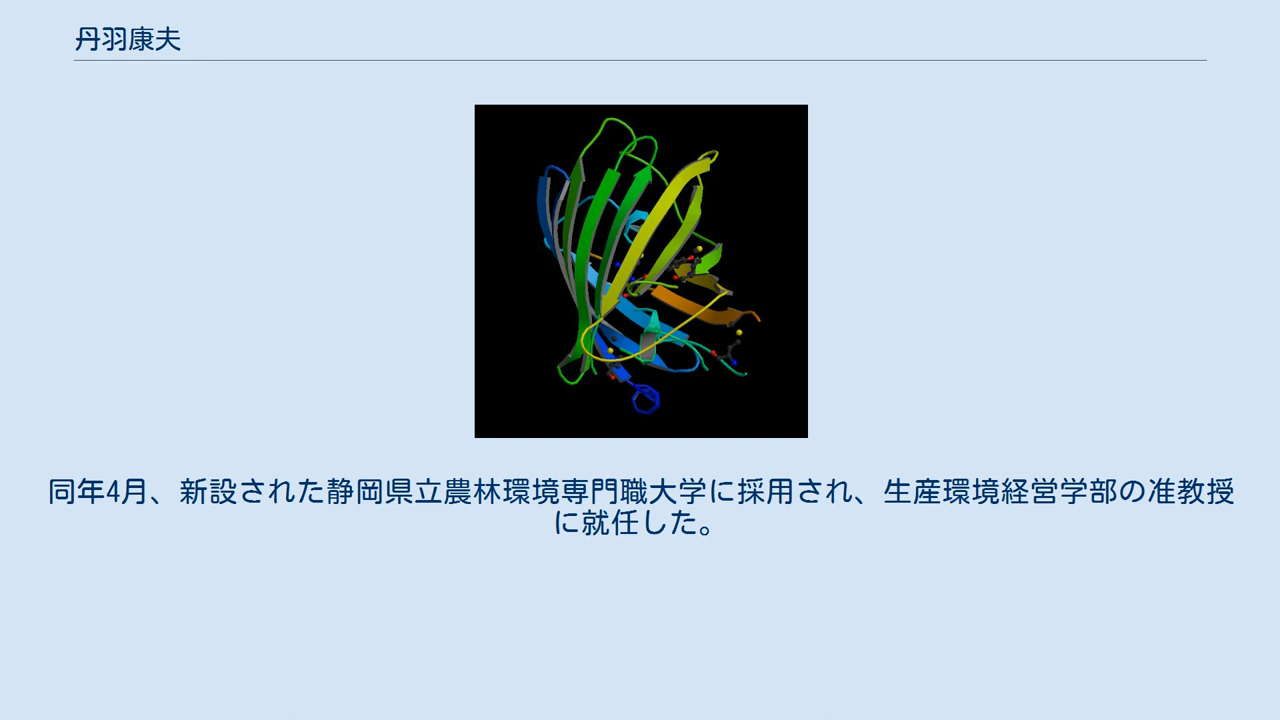 丹羽康夫
同年4月、新設された静岡県立農林環境専門職大学に採用され、生産環境経営学部の准教授
に就任した。